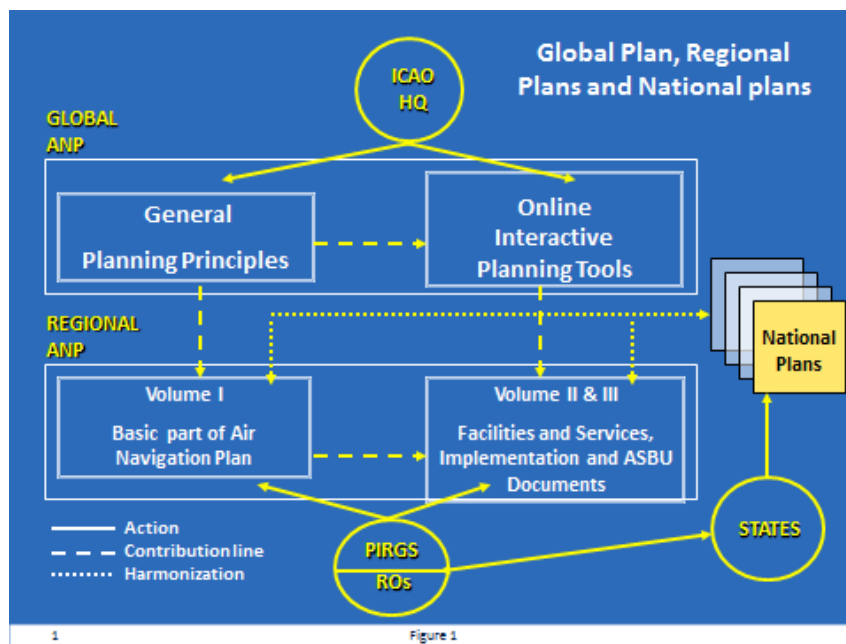 Global Plan, Regional
Plans and National plans
ICAO
HQ
GLOBAL
ANP
General
Planning Principles
Online
Interactive
Planning Tools
REGIONAL
ANP
National
Plans
Volume I
Basic part of Air
Navigation Plan
Volume II & III
Facilities and Services,
Implementation and ASBU
Documents
Action
Contribution line
Harmonization
PIRGS
ROs
STATES
1
Figure 1